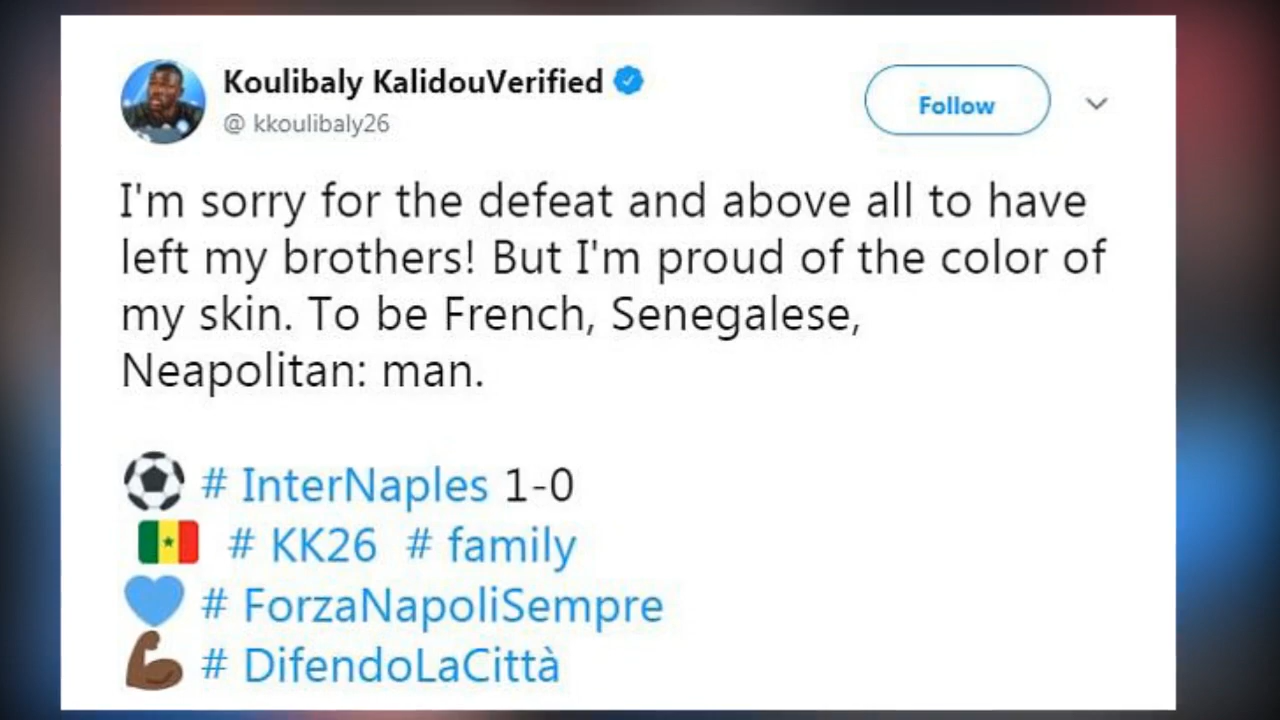 Koulibaly KalidouVerified
@ kkoulibaly26
Follow
I'm sorry for the defeat and above all to have
left my brothers! But I'm proud of the color of
my skin. To be French, Senegalese,
Neapolitan: man.
# InterNaples 1-0
# KK26 # family
# ForzaNapoliSempre
# DifendoLaCittà